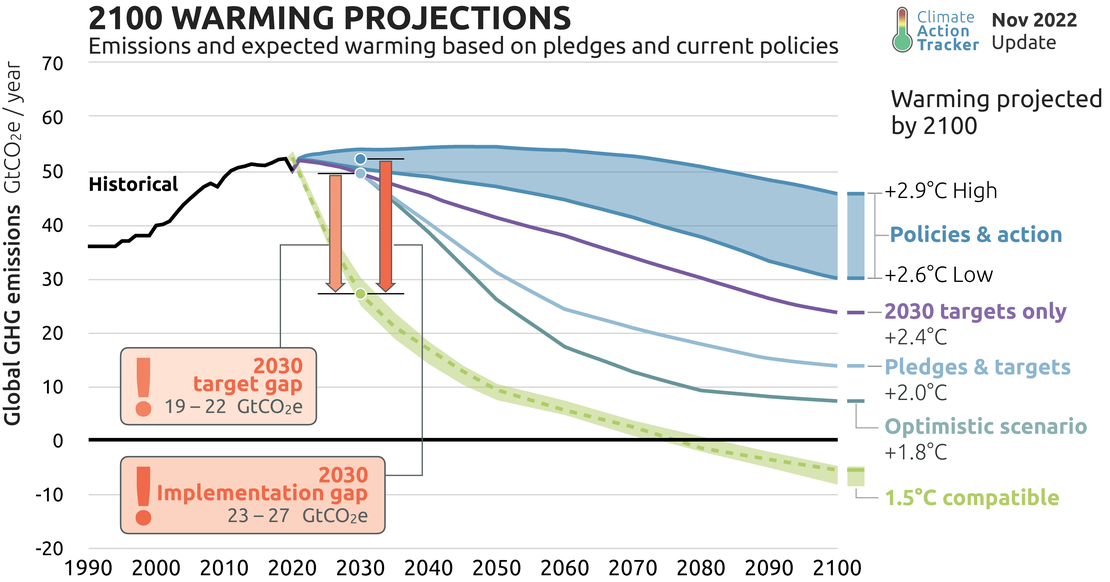 2100 WARMING PROJECTIONS
Emissions and expected warming based on pledges and current policies
Climate
Action
Tracker
Nov 2022
Update
Global GHG emissions GtCO₂e / year
70
60
50
40
30
20
10
0
-10
-20
1990 2000 2010 2020 2030 2040 2050 2060 2070 2080 2090 2100
Historical
2030
target gap
19 – 22 GtCO₂e
2030
Implementation gap
23 – 27 GtCO₂e
Warming projected
by 2100
+2.9°C High
Policies & action
+2.6°C Low
2030 targets only
+2.4°C
Pledges & targets
+2.0°C
Optimistic scenario
+1.8°C
1.5°C compatible